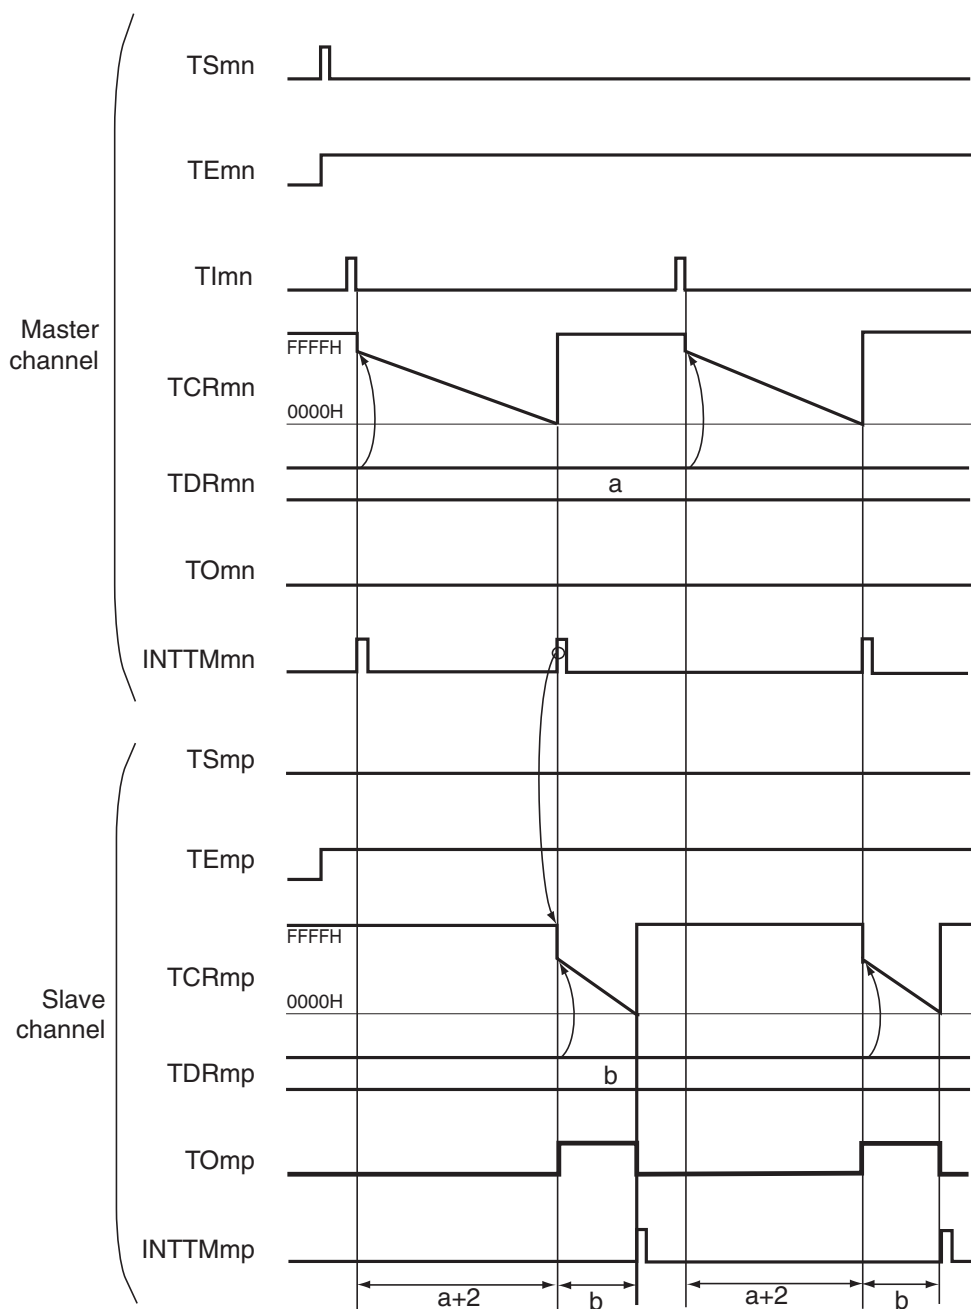 TSmn
TEmn
TImn
Master
channel
FFFFH
TCRmn
0000H
TDRmn
a
TOmn
INTTMmn
TSmp
TEmp
FFFFH
TCRmp
0000H
Slave
channel
TDRmp
b
TOmp
INTTMmp
a+2 b a+2 b